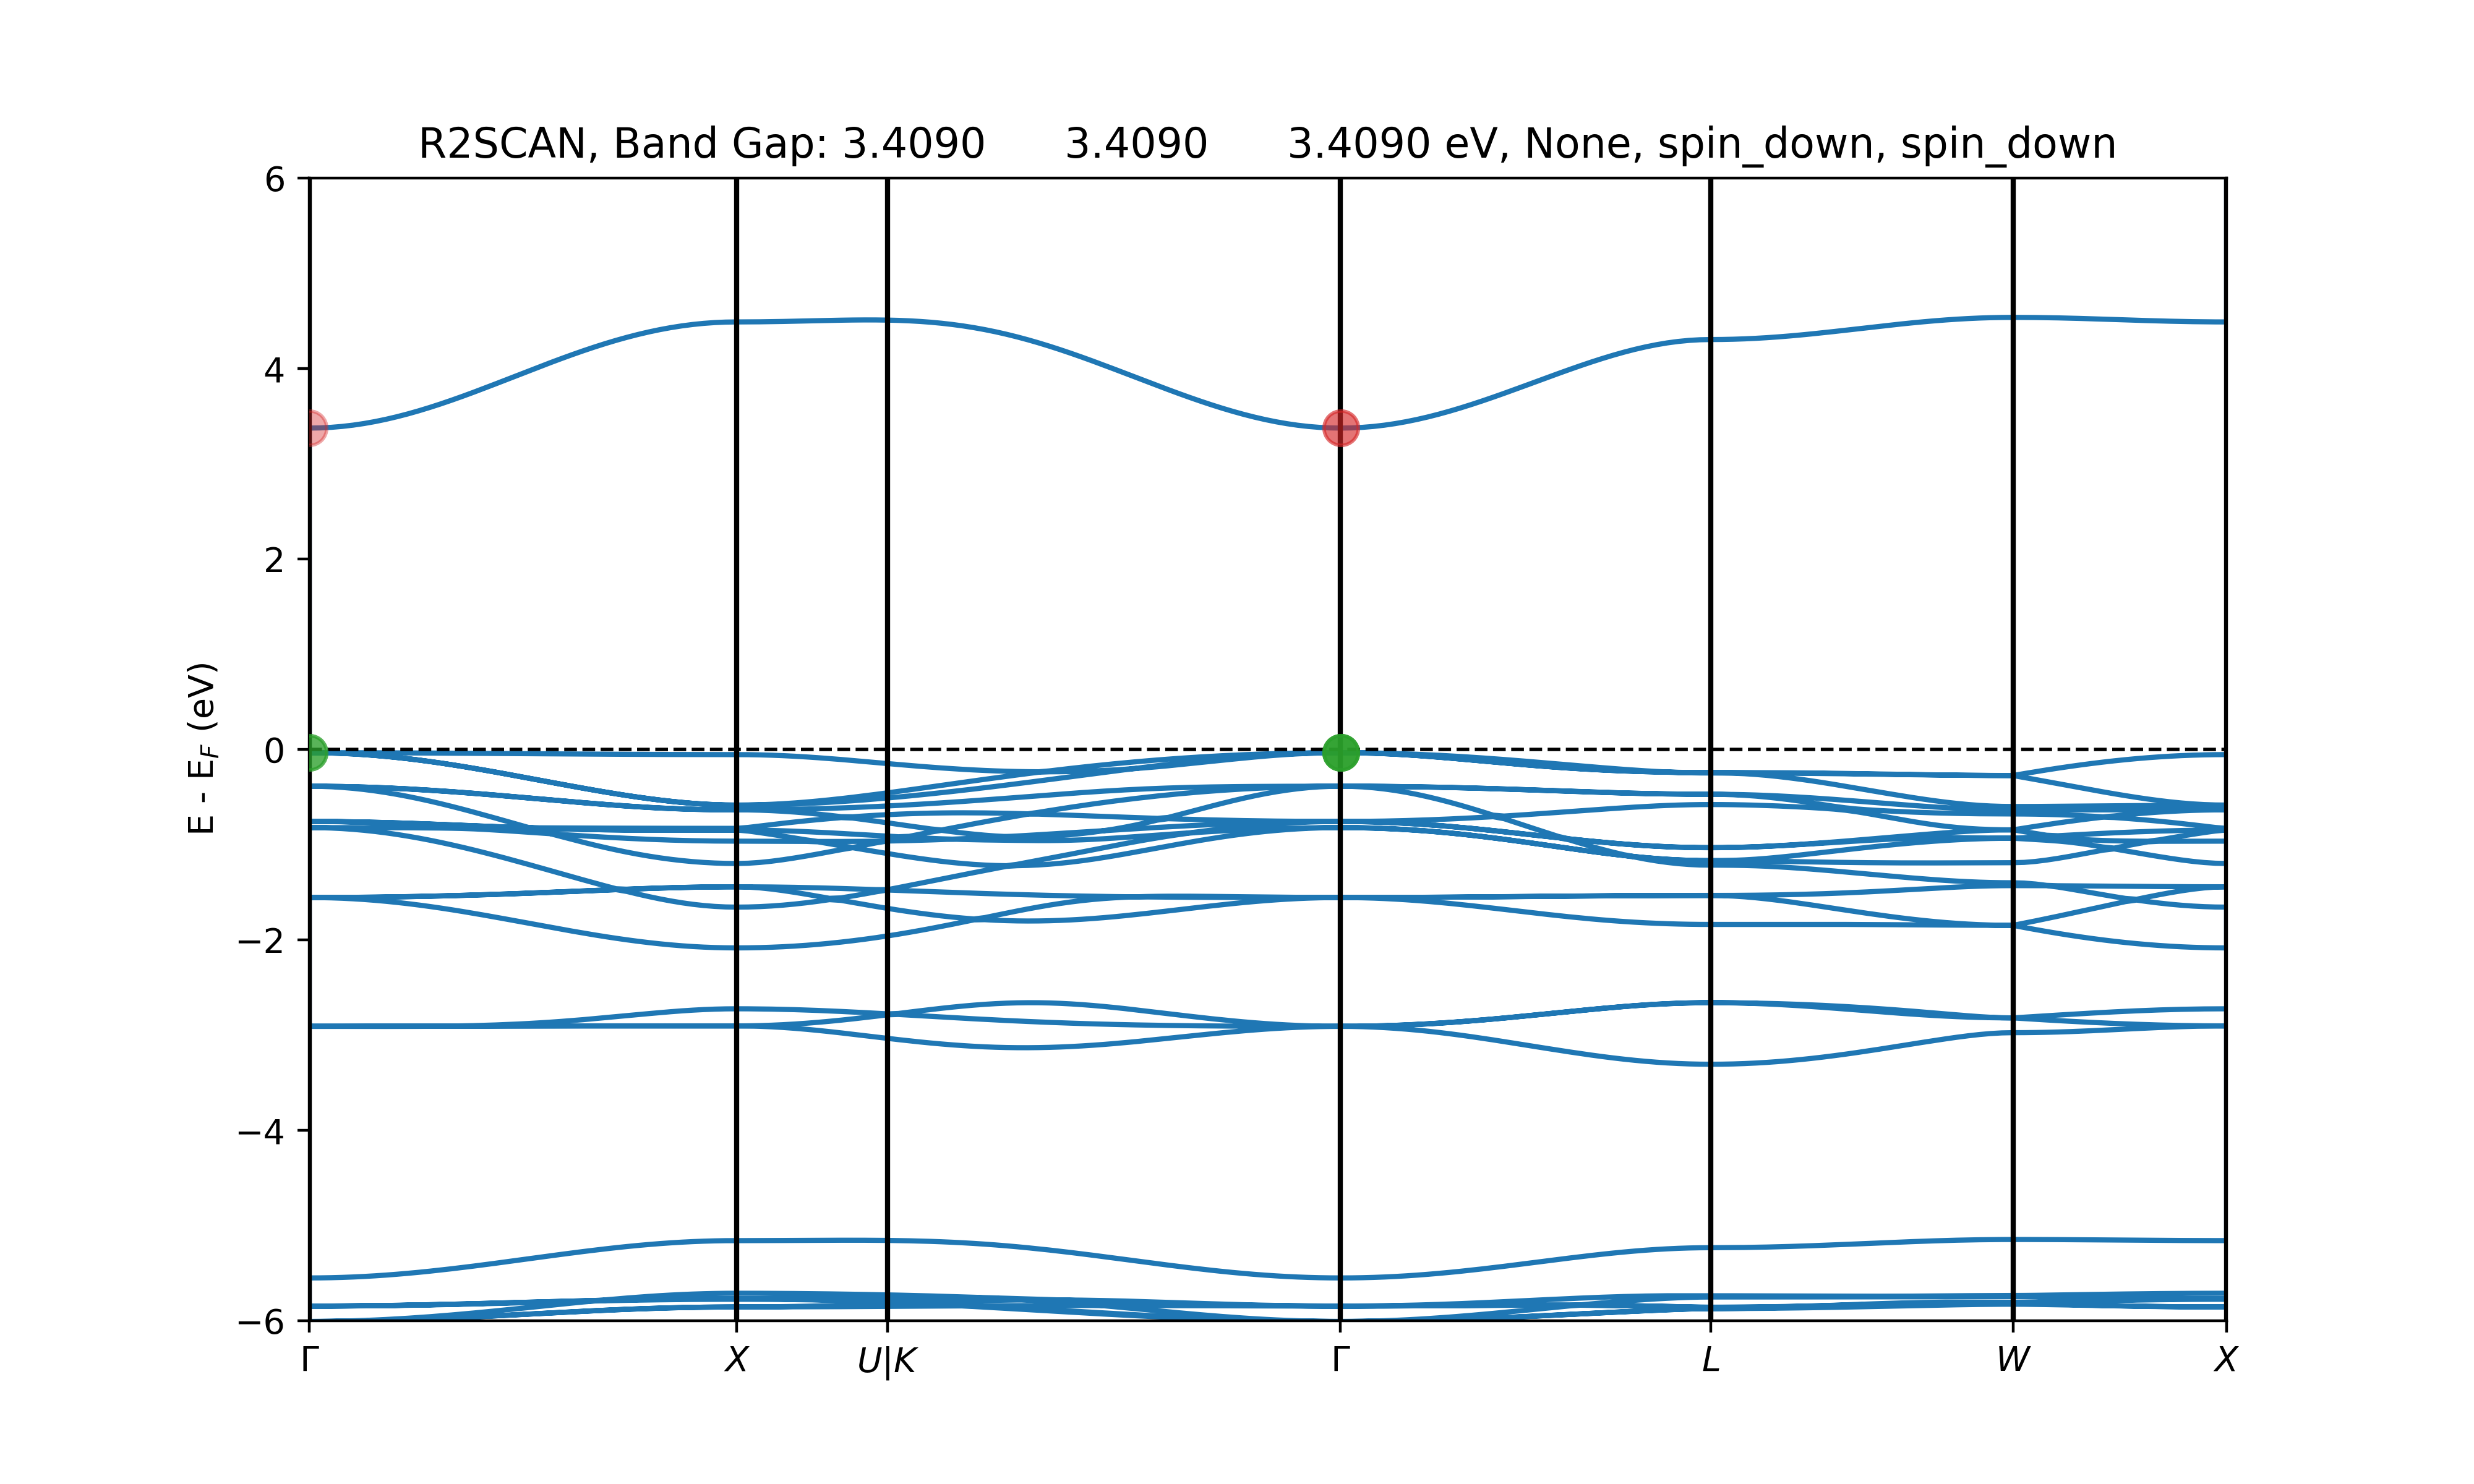 R2SCAN, Band Gap: 3.4090 3.4090 3.4090 eV, None, spin_down, spin_down
6
4
2
0
−2
−4
−6
E - E_F (eV)
Γ X U|K Γ L W X